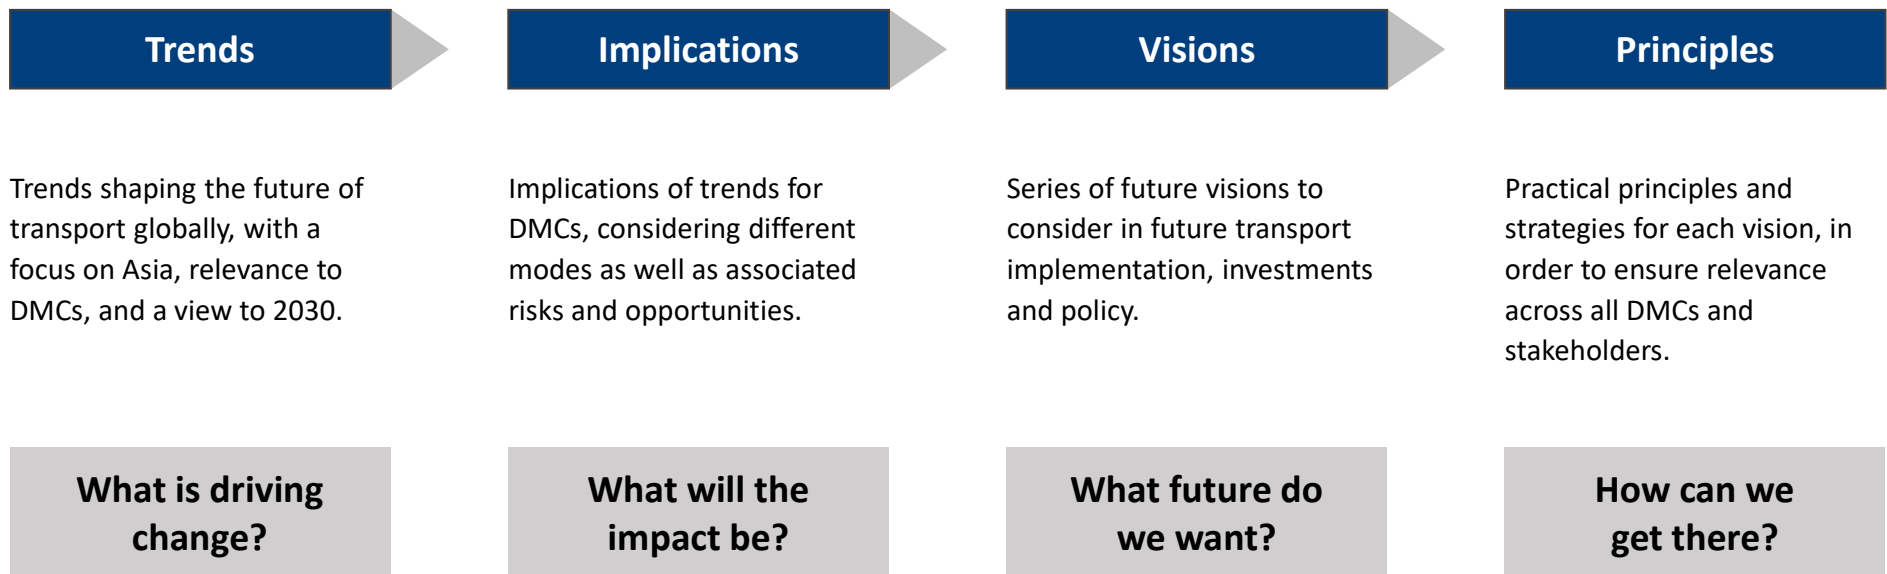 Trends
Implications
Visions
Principles
Trends shaping the future of
transport globally, with a
focus on Asia, relevance to
DMCs, and a view to 2030.
Implications of trends for
DMCs, considering different
modes as well as associated
risks and opportunities.
Series of future visions to
consider in future transport
implementation, investments
and policy.
Practical principles and
strategies for each vision, in
order to ensure relevance
across all DMCs and
stakeholders.
What is driving
change?
What will the
impact be?
What future do
we want?
How can we
get there?